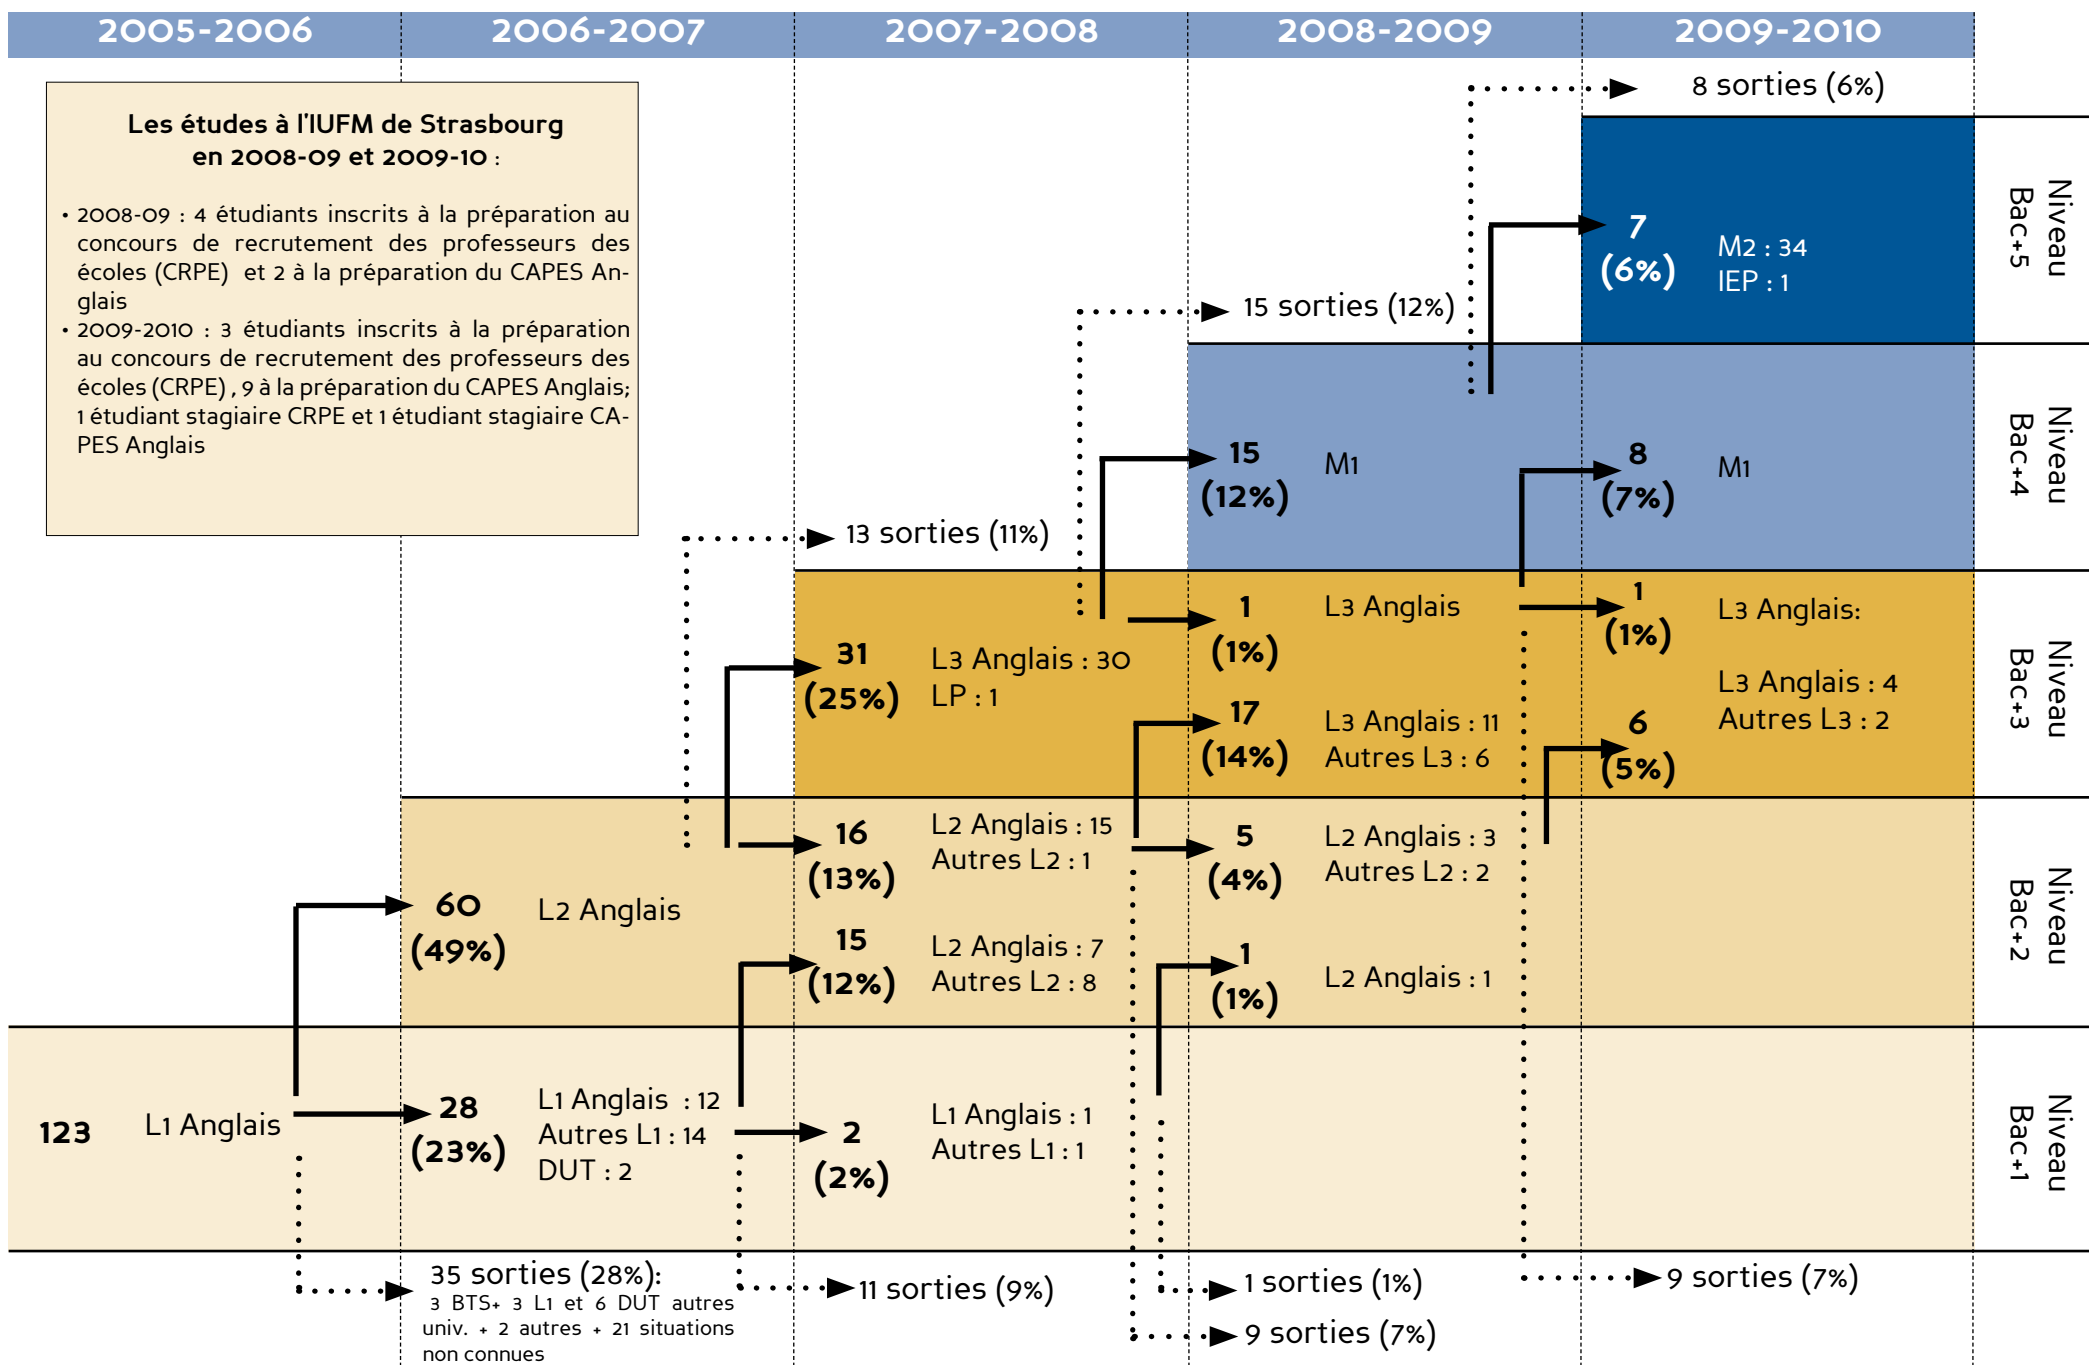 2005-2006
2006-2007
2007-2008
2008-2009
2009-2010
Les études à l'IUFM de Strasbourg
en 2008-09 et 2009-10 :
• 2008-09 : 4 étudiants inscrits à la préparation au
concours de recrutement des professeurs des
écoles (CRPE) et 2 à la préparation du CAPES An-
glais
• 2009-2010 : 3 étudiants inscrits à la préparation
au concours de recrutement des professeurs des
écoles (CRPE) , 9 à la préparation du CAPES Anglais;
1 étudiant stagiaire CRPE et 1 étudiant stagiaire CA-
PES Anglais
8 sorties (6%)
7
(6%)
M2 : 34
IEP : 1
Niveau
Bac+5
15 sorties (12%)
15
(12%)
M1
8
(7%)
M1
Niveau
Bac+4
13 sorties (11%)
31
(25%)
L3 Anglais : 30
LP : 1
1
(1%)
L3 Anglais
17
(14%)
L3 Anglais : 11
Autres L3 : 6
1
(1%)
L3 Anglais:
6
(5%)
L3 Anglais : 4
Autres L3 : 2
Niveau
Bac+3
60
(49%)
L2 Anglais
16
(13%)
L2 Anglais : 15
Autres L2 : 1
15
(12%)
L2 Anglais : 7
Autres L2 : 8
5
(4%)
L2 Anglais : 3
Autres L2 : 2
1
(1%)
L2 Anglais : 1
Niveau
Bac+2
123
L1 Anglais
28
(23%)
L1 Anglais : 12
Autres L1 : 14
DUT : 2
2
(2%)
L1 Anglais : 1
Autres L1 : 1
Niveau
Bac+1
35 sorties (28%):
3 BTS+ 3 L1 et 6 DUT autres
univ. + 2 autres + 21 situations
non connues
11 sorties (9%)
1 sorties (1%)
9 sorties (7%)
9 sorties (7%)